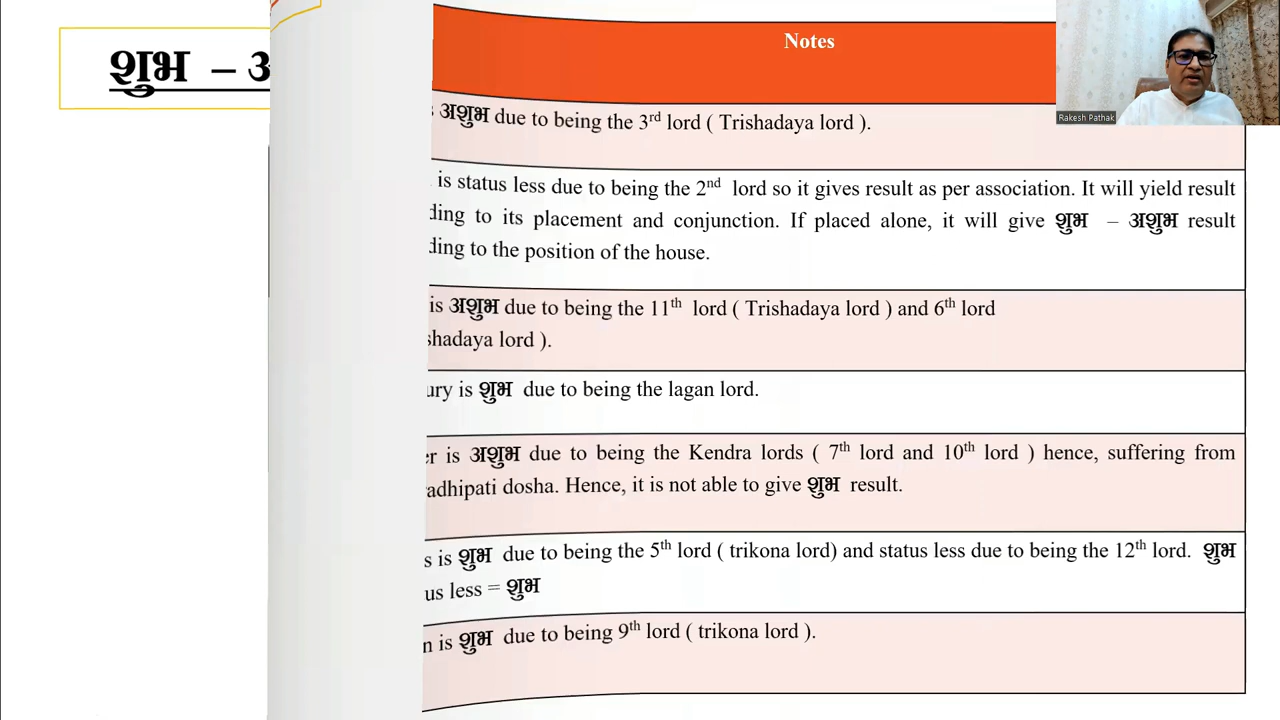 शुभ –
Notes
अशुभ due to being the 3rd lord ( Trishadaya lord ).
Rakesh Pathak
is status less due to being the 2nd lord so it gives result as per association. It will yield result
ding to its placement and conjunction. If placed alone, it will give शुभ – अशुभ result
ding to the position of the house.
is अशुभ due to being the 11th lord ( Trishadaya lord ) and 6th lord
shadaya lord ).
ury is शुभ due to being the lagan lord.
er is अशुभ due to being the Kendra lords ( 7th lord and 10th lord ) hence, suffering from
adhipati dosha. Hence, it is not able to give शुभ result.
s is शुभ due to being the 5th lord ( trikona lord) and status less due to being the 12th lord. शुभ
us less = शुभ
n is शुभ due to being 9th lord ( trikona lord ).